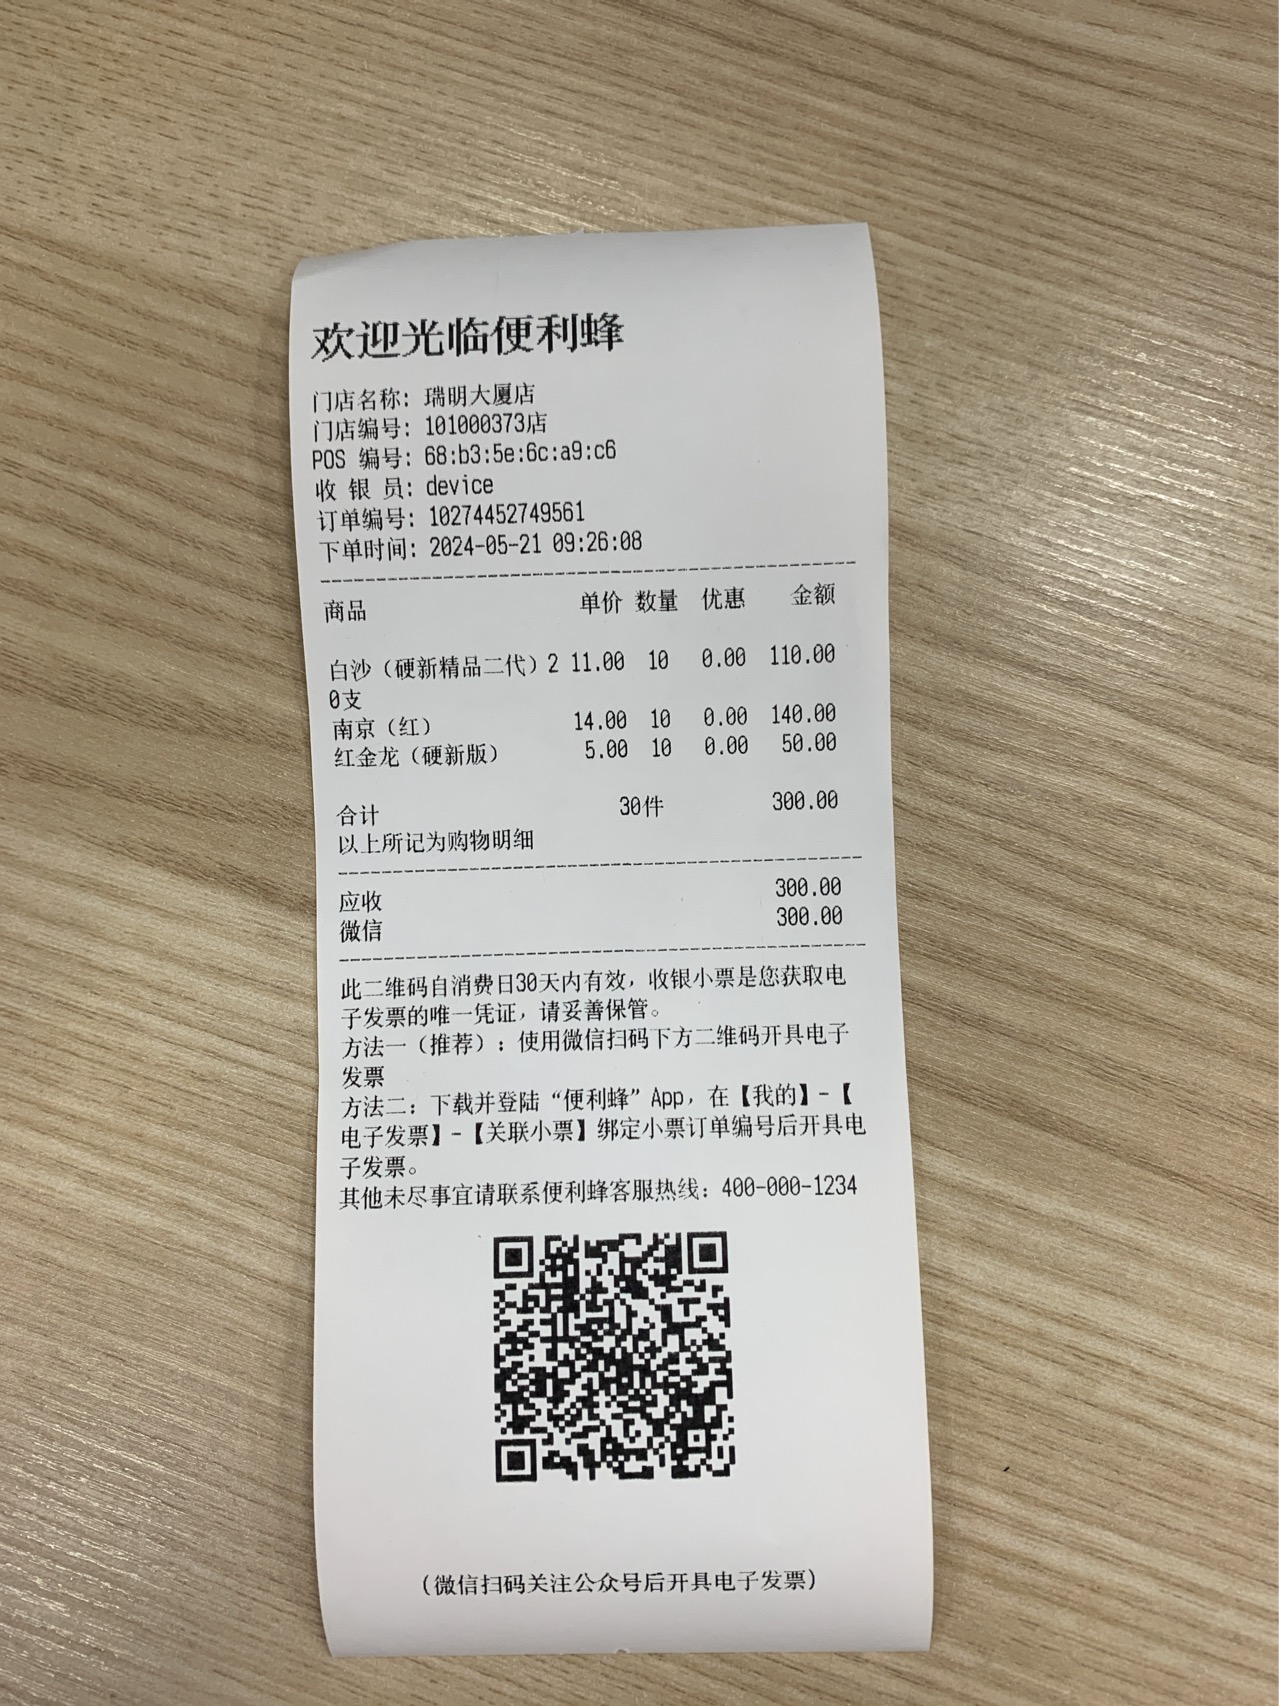 欢迎光临便利蜂
门店名称: 瑞明大厦店
门店编号: 101000373店
POS 编号: 68:b3:5e:6c:a9:c6
收 银 员: device
订单编号: 10274452749561
下单时间: 2024-05-21 09:26:08
商品 单价 数量 优惠 金额
白沙（硬新精品二代）2 11.00 10 0.00 110.00
0支
南京（红） 14.00 10 0.00 140.00
红金龙（硬新版） 5.00 10 0.00 50.00
合计 30件 300.00
以上所记为购物明细
应收 300.00
微信 300.00
此二维码自消费日30天内有效，收银小票是您获取电
子发票的唯一凭证，请妥善保管。
方法一（推荐）：使用微信扫码下方二维码开具电子
发票
方法二：下载并登陆“便利蜂”App，在【我的】-【
电子发票】-【关联小票】绑定小票订单编号后开具电
子发票。
其他未尽事宜请联系便利蜂客服热线：400-000-1234
（微信扫码关注公众号后开具电子发票）